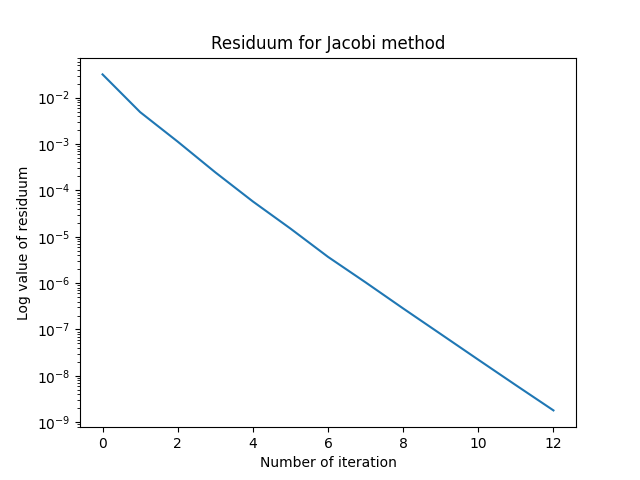 Residuum for Jacobi method
Log value of residuum
10⁻²
10⁻³
10⁻⁴
10⁻⁵
10⁻⁶
10⁻⁷
10⁻⁸
10⁻⁹
0 2 4 6 8 10 12
Number of iteration